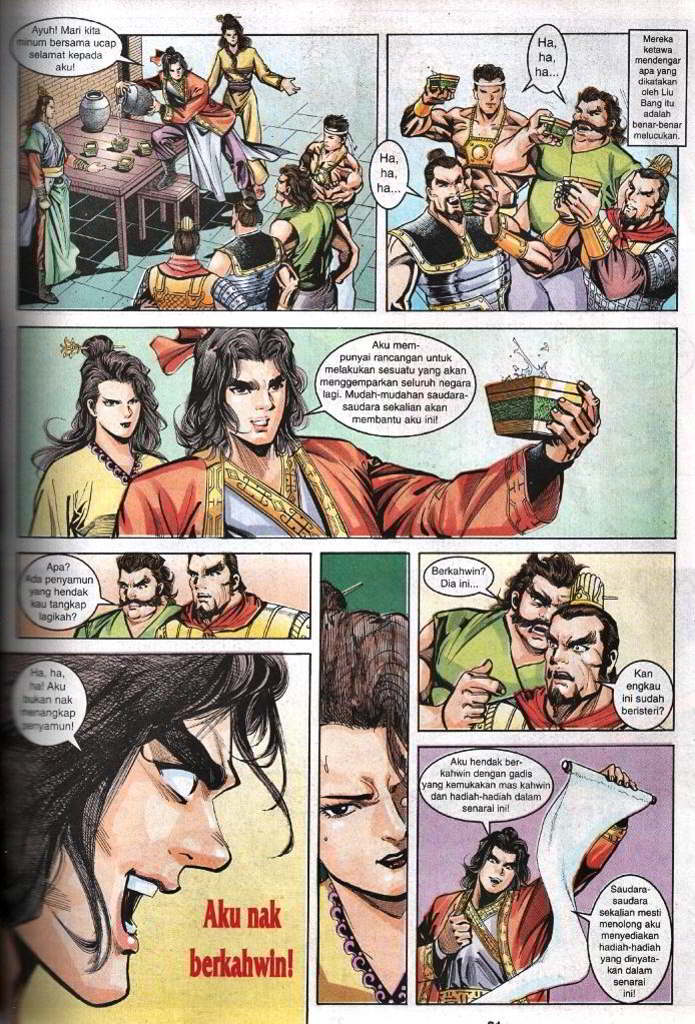 Ayuh! Mari kita
minum bersama ucap
selamat kepada
aku!
Ha,
ha,
ha...
Mereka
ketawa
mendengar
apa yang
dikatakan
oleh Liu
Bang itu
adalah
benar-benar
melucukan.
Ha,
ha,
ha...
Aku mem-
punyai rancangan untuk
melakukan sesuatu yang akan
menggemparkan seluruh negara
lagi. Mudah-mudahan saudara-
saudara sekalian akan
membantu aku ini!
Apa?
Ada penyamun
yang hendak
kau tangkap
lagikah?
Berkahwin?
Dia ini...
Kan
engkau
ini sudah
beristeri?
Ha, ha,
ha! Aku
bukan nak
menangkap
penyamun!
Aku nak
berkahwin!
Aku hendak ber-
kahwin dengan gadis
yang kemukakan mas kahwin
dan hadiah-hadiah dalam
senarai ini!
Saudara-
saudara
sekalian mesti
menolong aku
menyediakan
hadiah-hadiah
yang dinyata-
kan dalam
senarai
ini!